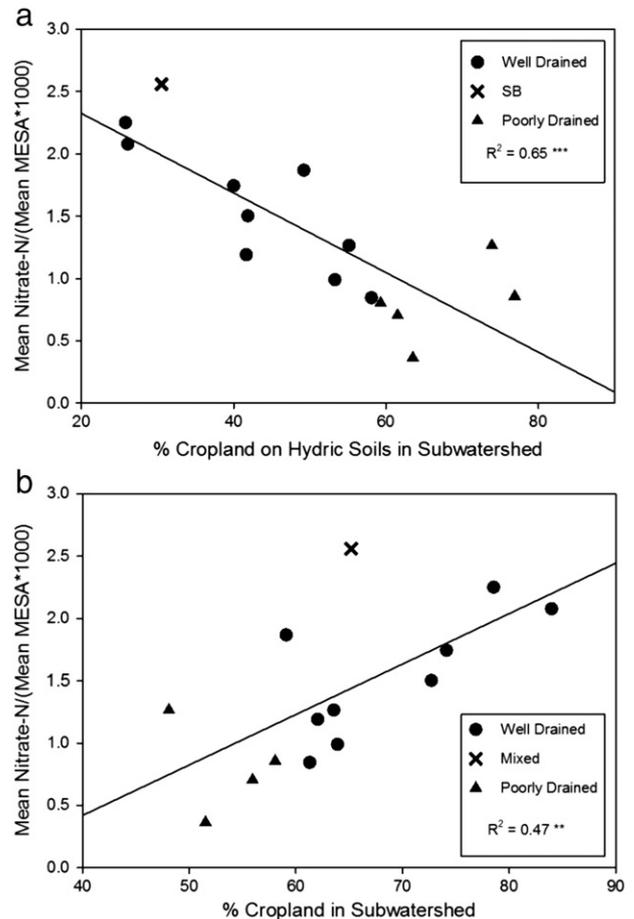 a
3.0
2.5
2.0
1.5
1.0
0.5
0.0
Mean Nitrate-N/(Mean MESA*1000)
Well Drained
SB
Poorly Drained
R² = 0.65 ***
20 40 60 80
% Cropland on Hydric Soils in Subwatershed
b
3.0
2.5
2.0
1.5
1.0
0.5
0.0
Mean Nitrate-N/(Mean MESA*1000)
Well Drained
Mixed
Poorly Drained
R² = 0.47 **
40 50 60 70 80 90
% Cropland in Subwatershed